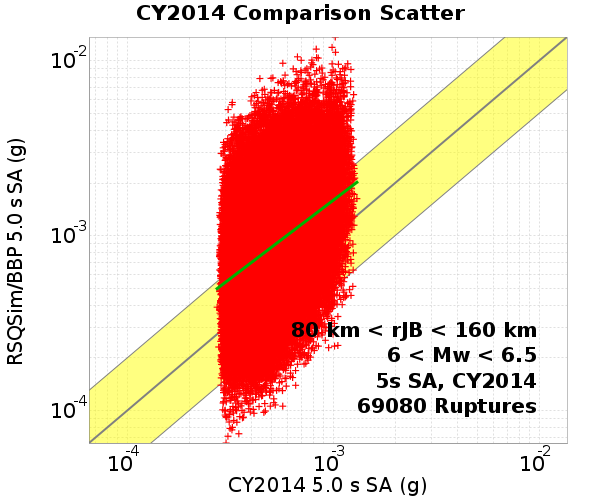 CY2014 Comparison Scatter
RSQSim/BBP 5.0 s SA (g)
10-2
10-3
10-4
80 km < rJB < 160 km
6 < Mw < 6.5
5s SA, CY2014
69080 Ruptures
10-4 10-3 10-2
CY2014 5.0 s SA (g)